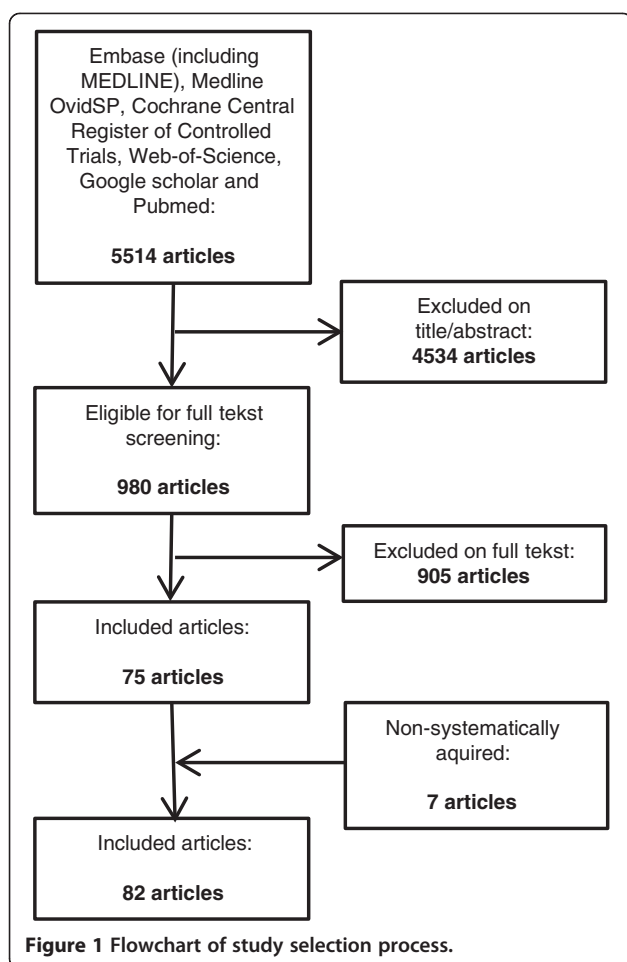 Embase (including
MEDLINE), Medline
OvidSP, Cochrane Central
Register of Controlled
Trials, Web-of-Science,
Google scholar and
Pubmed:
5514 articles
Excluded on
title/abstract:
4534 articles
Eligible for full tekst
screening:
980 articles
Excluded on full tekst:
905 articles
Included articles:
75 articles
Non-systematically
aquired:
7 articles
Included articles:
82 articles
Figure 1 Flowchart of study selection process.